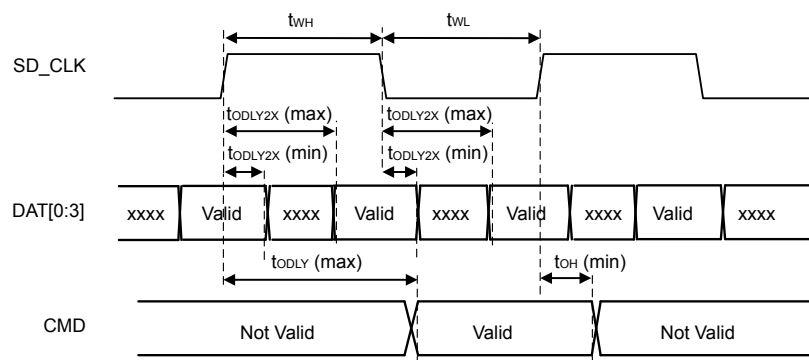 tWH tWL
SD_CLK
tODLY2X (max) tODLY2X (max)
tODLY2X (min) tODLY2X (min)
DAT[0:3] xxxx Valid xxxx Valid xxxx Valid xxxx Valid xxxx
tODLY (max) tOH (min)
CMD Not Valid Valid Not Valid